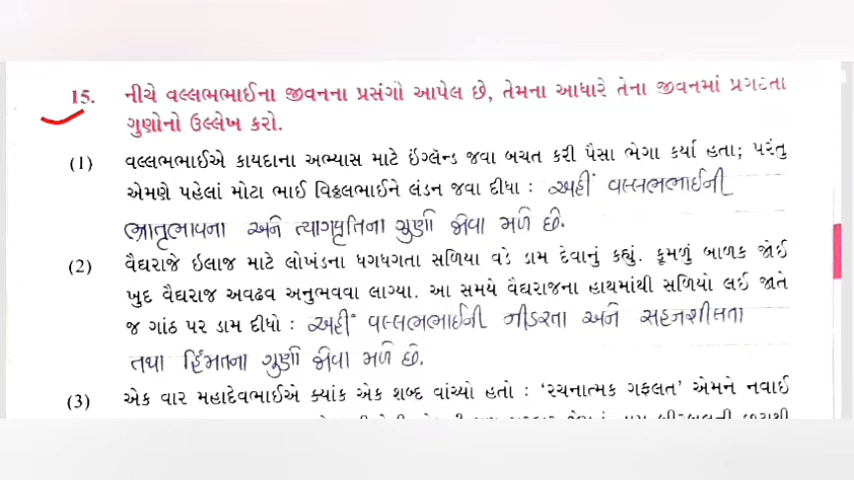 15. નીચે વલ્લભભાઈના જીવનના પ્રસંગો આપેલ છે, તેમના આધારે તેના જીવનમાં પ્રગટતા
ગુણોનો ઉલ્લેખ કરો.
(1) વલ્લભભાઈએ કાયદાના અભ્યાસ માટે ઇંગ્લૅન્ડ જવા બચત કરી પૈસા ભેગા કર્યા હતા; પરંતુ
એમણે પહેલાં મોટા ભાઈ વિઠ્ઠલભાઈને લંડન જવા દીધા : અહીં વલ્લભભાઈની
ભ્રાતૃભાવના અને ત્યાગવૃત્તિના ગુણો જોવા મળે છે.
(2) વૈદ્યરાજે ઇલાજ માટે લોખંડના ધગધગતા સળિયા વડે ડામ દેવાનું કહ્યું. કૂમળું બાળક જોઈ
ખુદ વૈદ્યરાજ અવઢવ અનુભવવા લાગ્યા. આ સમયે વૈદ્યરાજના હાથમાંથી સળિયો લઈ જાતે
જ ગાંઠ પર ડામ દીધો : અહીં વલ્લભભાઈની નીડરતા અને સહનશીલતા
તથા હિંમતના ગુણો જોવા મળે છે.
(3) એક વાર મહાદેવભાઈએ ક્યાંક એક શબ્દ વાંચ્યો હતો : ‘રચનાત્મક ગફલત’ એમને નવાઈ